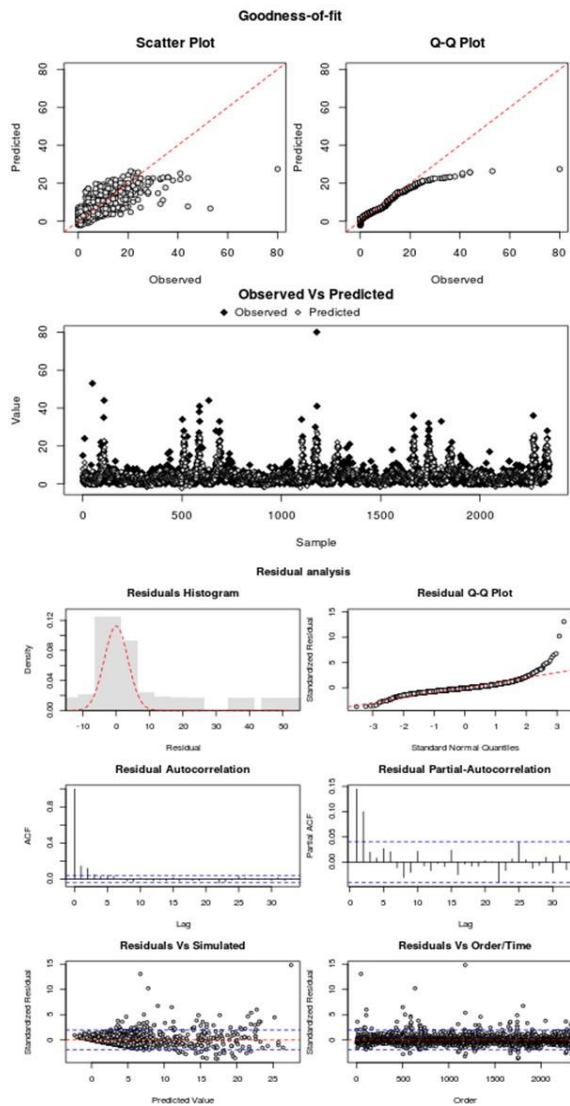 Goodness-of-fit
Scatter Plot
Predicted
80
60
40
20
0
0 20 40 60 80
Observed
Q-Q Plot
Predicted
80
60
40
20
0
0 20 40 60 80
Observed
Observed Vs Predicted
Observed Predicted
Value
80
60
40
20
0
0 500 1000 1500 2000
Sample
Residual analysis
Residuals Histogram
Density
0.12
0.08
0.04
0.00
-10 0 10 20 30 40 50
Residual
Residual Q-Q Plot
Standardized Residual
15
10
5
0
-3 -2 -1 0 1 2 3
Standard Normal Quantiles
Residual Autocorrelation
ACF
0.8
0.4
0.0
0 5 10 15 20 25 30
Lag
Residual Partial-Autocorrelation
Partial ACF
0.15
0.10
0.05
0.00
0 5 10 15 20 25 30
Lag
Residuals Vs Simulated
Standardized Residual
15
10
5
0
0 5 10 15 20 25
Predicted Value
Residuals Vs Order/Time
Standardized Residual
15
10
5
0
0 500 1000 1500 2000
Order